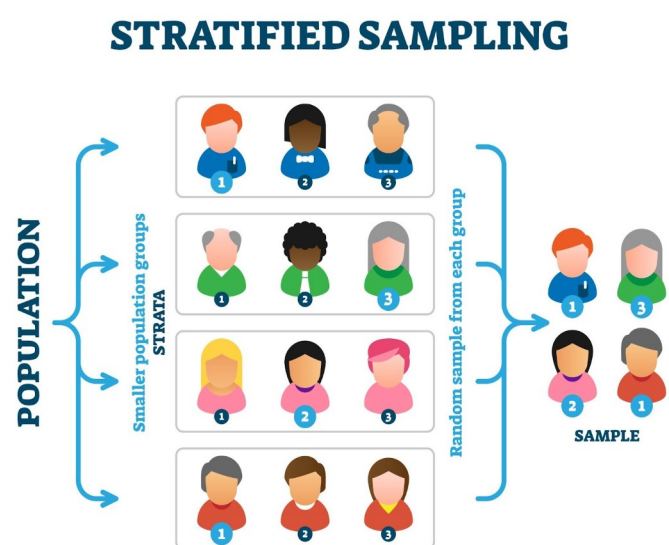 STRATIFIED SAMPLING
POPULATION
Smaller population groups
STRATA
1 2 3
1 2 3
1 2 3
1 2 3
Random sample from each group
1 3
2 1
SAMPLE